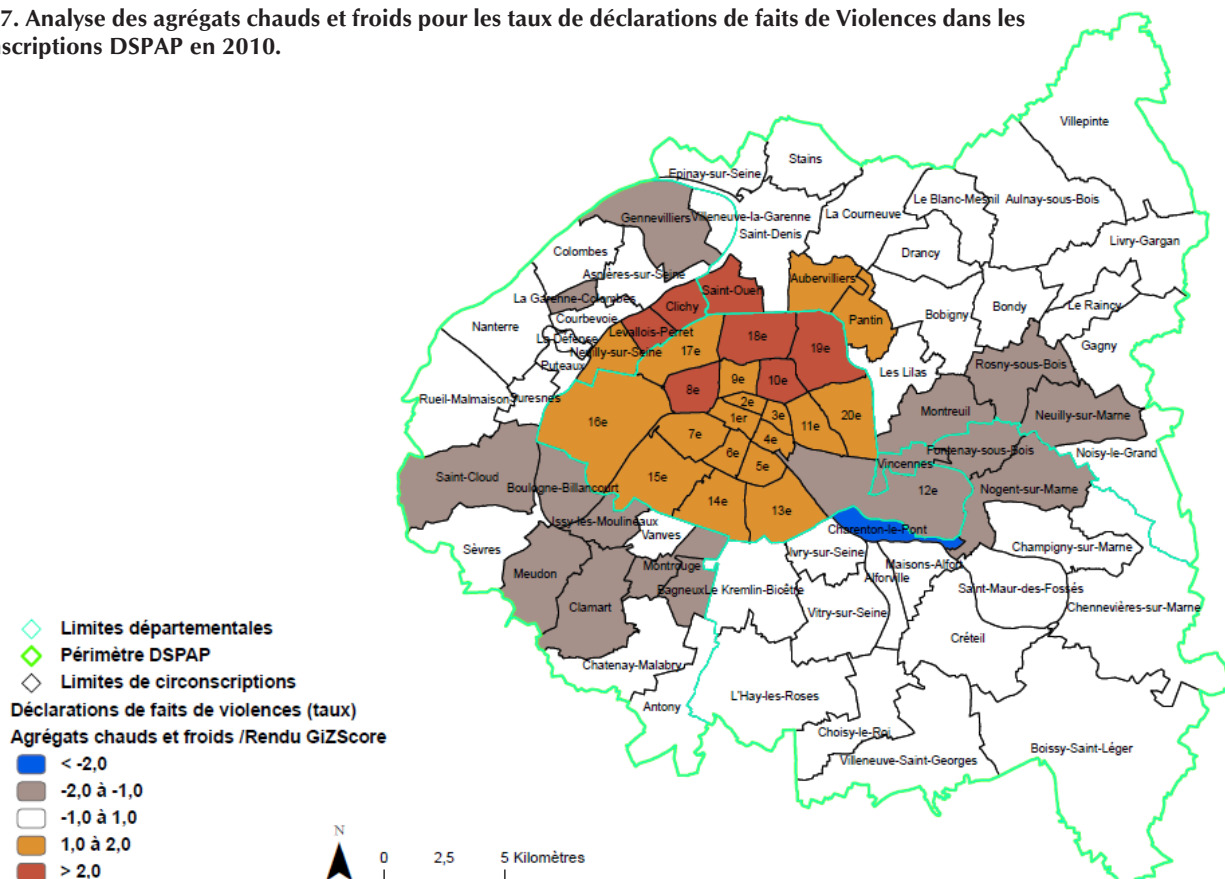 7. Analyse des agrégats chauds et froids pour les taux de déclarations de faits de Violences dans les
nscriptions DSPAP en 2010.
Villepinte
Stains
Epinay-sur-Seine
Le Blanc-Mesnil
Aulnay-sous-Bois
Gennevilliers
Villeneuve-la-Garenne
La Courneuve
Saint-Denis
Livry-Gargan
Colombes
Drancy
Asnières-sur-Seine
Aubervilliers
La Garenne-Colombes
Saint-Ouen
Clichy
Le Raincy
Bondy
Bobigny
Courbevoie
Pantin
Nanterre
Levallois-Perret
La Défense
18e
19e
Gagny
Neuilly-sur-Seine
17e
Puteaux
Rosny-sous-Bois
Les Lilas
9e
10e
8e
Rueil-Malmaison
Suresnes
2e
Montreuil
Neuilly-sur-Marne
16e
1er
3e
20e
11e
7e
4e
Fontenay-sous-Bois
Noisy-le-Grand
6e
5e
Vincennes
Saint-Cloud
15e
Boulogne-Billancourt
12e
Nogent-sur-Marne
14e
13e
Issy-les-Moulineaux
Charenton-le-Pont
Vanves
Sèvres
Ivry-sur-Seine
Champigny-sur-Marne
Meudon
Montrouge
Maisons-Alfort
Alforville
Bagneux
Le Kremlin-Bicêtre
Saint-Maur-des-Fossés
Clamart
Vitry-sur-Seine
Chennevières-sur-Marne
Créteil
Chatenay-Malabry
L'Hay-les-Roses
Antony
Choisy-le-Roi
Boissy-Saint-Léger
Villeneuve-Saint-Georges
Limites départementales
Périmètre DSPAP
Limites de circonscriptions
Déclarations de faits de violences (taux)
Agrégats chauds et froids /Rendu GiZScore
< -2,0
-2,0 à -1,0
-1,0 à 1,0
1,0 à 2,0
> 2,0
N
0 2,5 5 Kilomètres